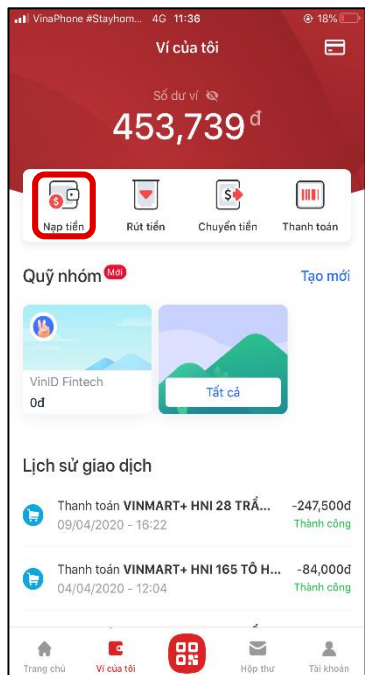 VinaPhone #Stayhom... 4G 11:36 18%
Ví của tôi
Số dư ví
453,739 đ
Nạp tiền Rút tiền Chuyển tiền Thanh toán
Quỹ nhóm Mới Tạo mới
VinID Fintech
0đ
Tất cả
Lịch sử giao dịch
Thanh toán VINMART+ HNI 28 TRẦ... -247,500đ
09/04/2020 - 16:22 Thành công
Thanh toán VINMART+ HNI 165 TÔ H... -84,000đ
04/04/2020 - 12:04 Thành công
Trang chủ Ví của tôi Hộp thư Tài khoản